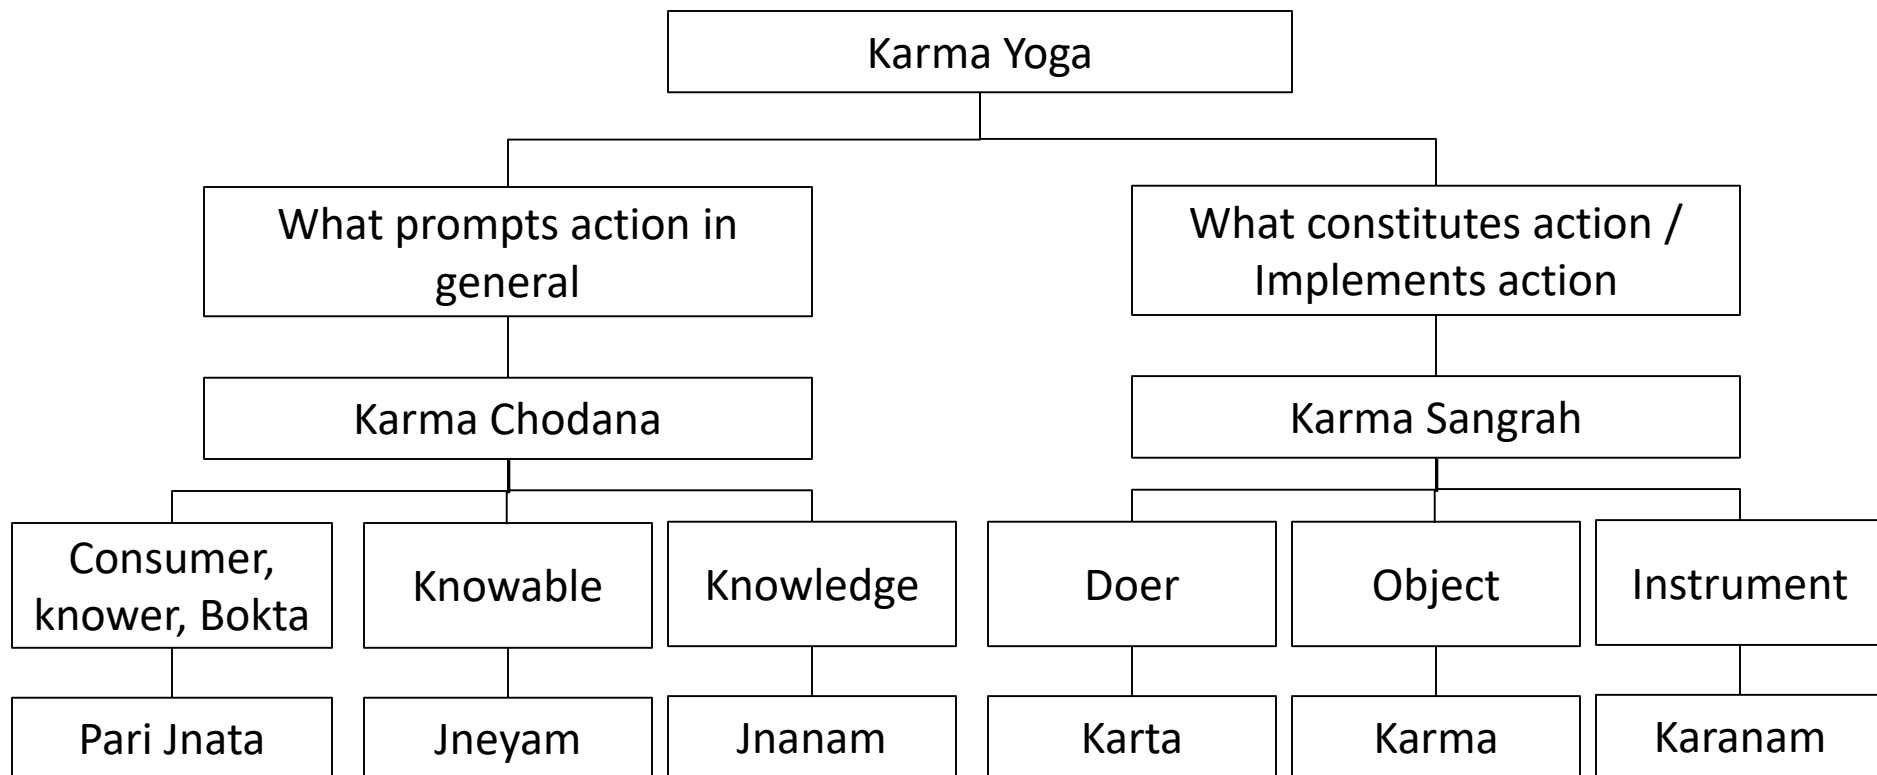 Karma Yoga
What prompts action in
general
What constitutes action /
Implements action
Karma Chodana
Karma Sangrah
Consumer,
knower, Bokta
Knowable
Knowledge
Doer
Object
Instrument
Pari Jnata
Jneyam
Jnanam
Karta
Karma
Karanam